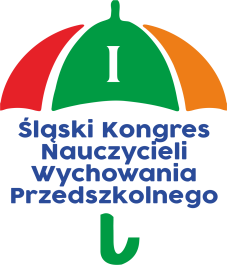 I
Śląski Kongres
Nauczycieli
Wychowania
Przedszkolnego